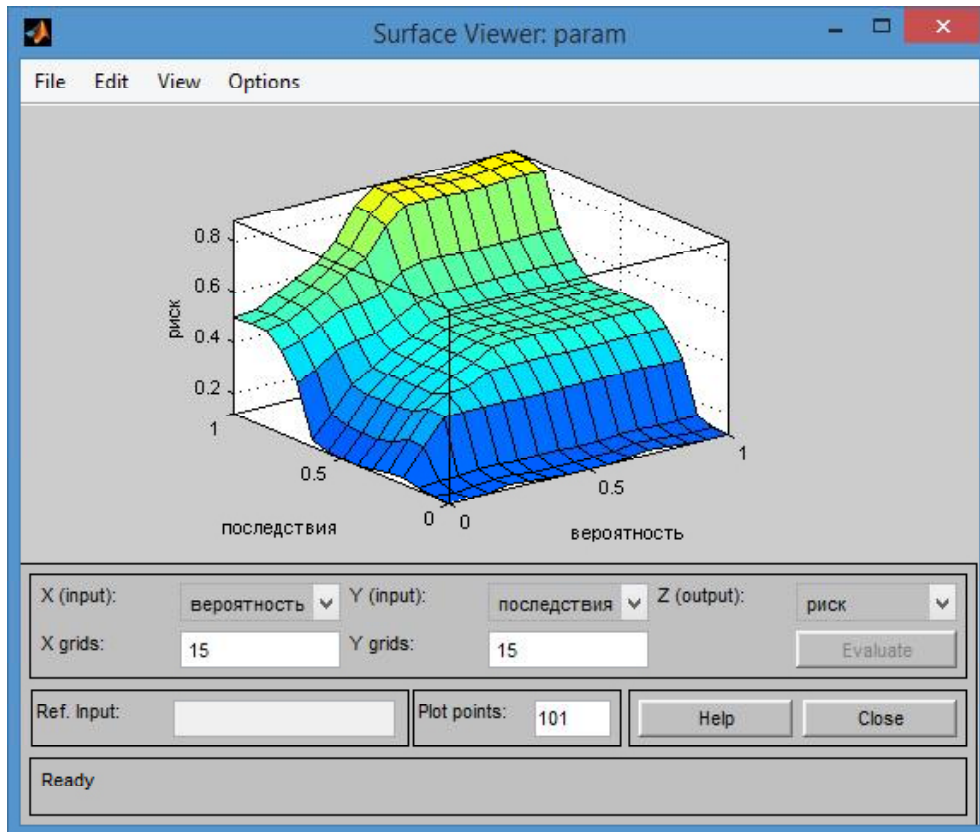 Surface Viewer: param
File Edit View Options
0.8
0.6
0.4
0.2
риск
1
0.5
0
последствия
0
0.5
1
вероятность
X (input): вероятность Y (input): последствия Z (output): риск
X grids: 15 Y grids: 15 Evaluate
Ref. Input: Plot points: 101 Help Close
Ready